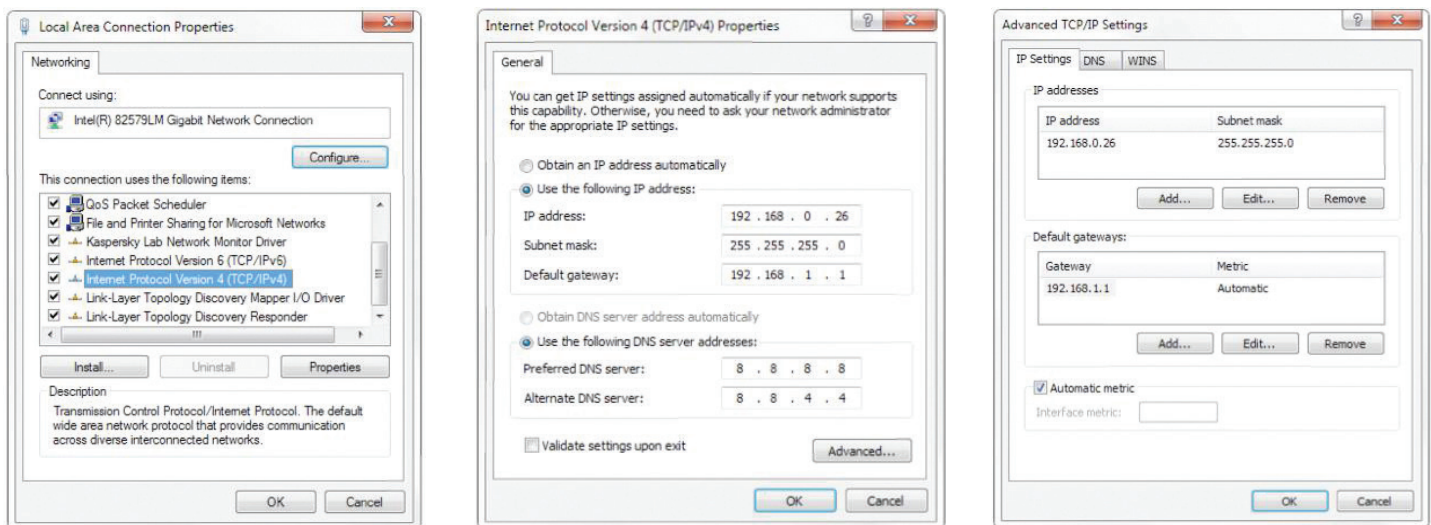 Local Area Connection Properties
Networking
Connect using:
Intel(R) 82579LM Gigabit Network Connection
Configure...
This connection uses the following items:
QoS Packet Scheduler
File and Printer Sharing for Microsoft Networks
Kaspersky Lab Network Monitor Driver
Internet Protocol Version 6 (TCP/IPv6)
Internet Protocol Version 4 (TCP/IPv4)
Link-Layer Topology Discovery Mapper I/O Driver
Link-Layer Topology Discovery Responder
Install...
Uninstall
Properties
Description
Transmission Control Protocol/Internet Protocol. The default
wide area network protocol that provides communication
across diverse interconnected networks.
OK
Cancel
Internet Protocol Version 4 (TCP/IPv4) Properties
General
You can get IP settings assigned automatically if your network supports
this capability. Otherwise, you need to ask your network administrator
for the appropriate IP settings.
Obtain an IP address automatically
Use the following IP address:
IP address: 192 . 168 . 0 . 26
Subnet mask: 255 . 255 . 255 . 0
Default gateway: 192 . 168 . 1 . 1
Obtain DNS server address automatically
Use the following DNS server addresses:
Preferred DNS server: 8 . 8 . 8 . 8
Alternate DNS server: 8 . 8 . 4 . 4
Validate settings upon exit
Advanced...
OK
Cancel
Advanced TCP/IP Settings
IP Settings DNS WINS
IP addresses
IP address Subnet mask
192.168.0.26 255.255.255.0
Add... Edit... Remove
Default gateways:
Gateway Metric
192.168.1.1 Automatic
Add... Edit... Remove
Automatic metric
Interface metric:
OK
Cancel